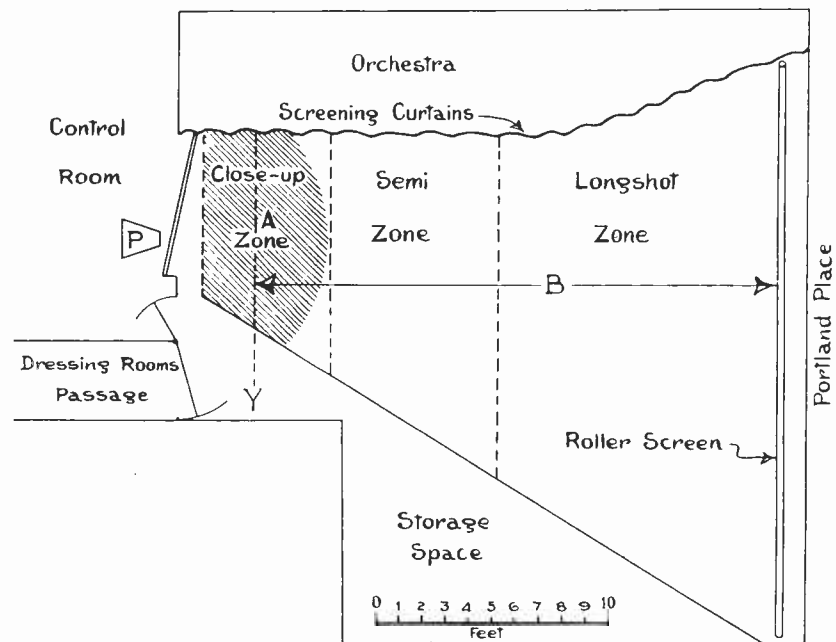 Orchestra
Screening Curtains
Control
Room
Close-up
A
Zone
Semi
Zone
Longshot
Zone
P
B
Portland Place
Dressing Rooms
Passage
Y
Roller Screen
Storage
Space
0 1 2 3 4 5 6 7 8 9 10
Feet